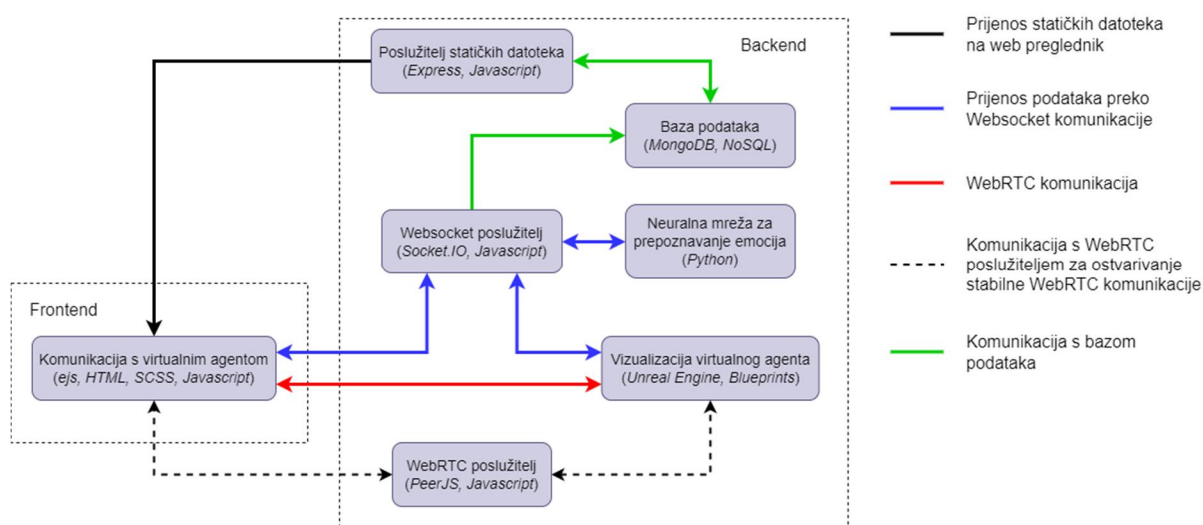 Backend
Poslužitelj statičkih datoteka
(Express, Javascript)
Baza podataka
(MongoDB, NoSQL)
Websocket poslužitelj
(Socket.IO, Javascript)
Neuralna mreža za
prepoznavanje emocija
(Python)
Frontend
Komunikacija s virtualnim agentom
(ejs, HTML, SCSS, Javascript)
Vizualizacija virtualnog agenta
(Unreal Engine, Blueprints)
WebRTC poslužitelj
(PeerJS, Javascript)
Prijenos statičkih datoteka
na web preglednik
Prijenos podataka preko
Websocket komunikacije
WebRTC komunikacija
Komunikacija s WebRTC
poslužiteljem za ostvarivanje
stabilne WebRTC komunikacije
Komunikacija s bazom
podataka